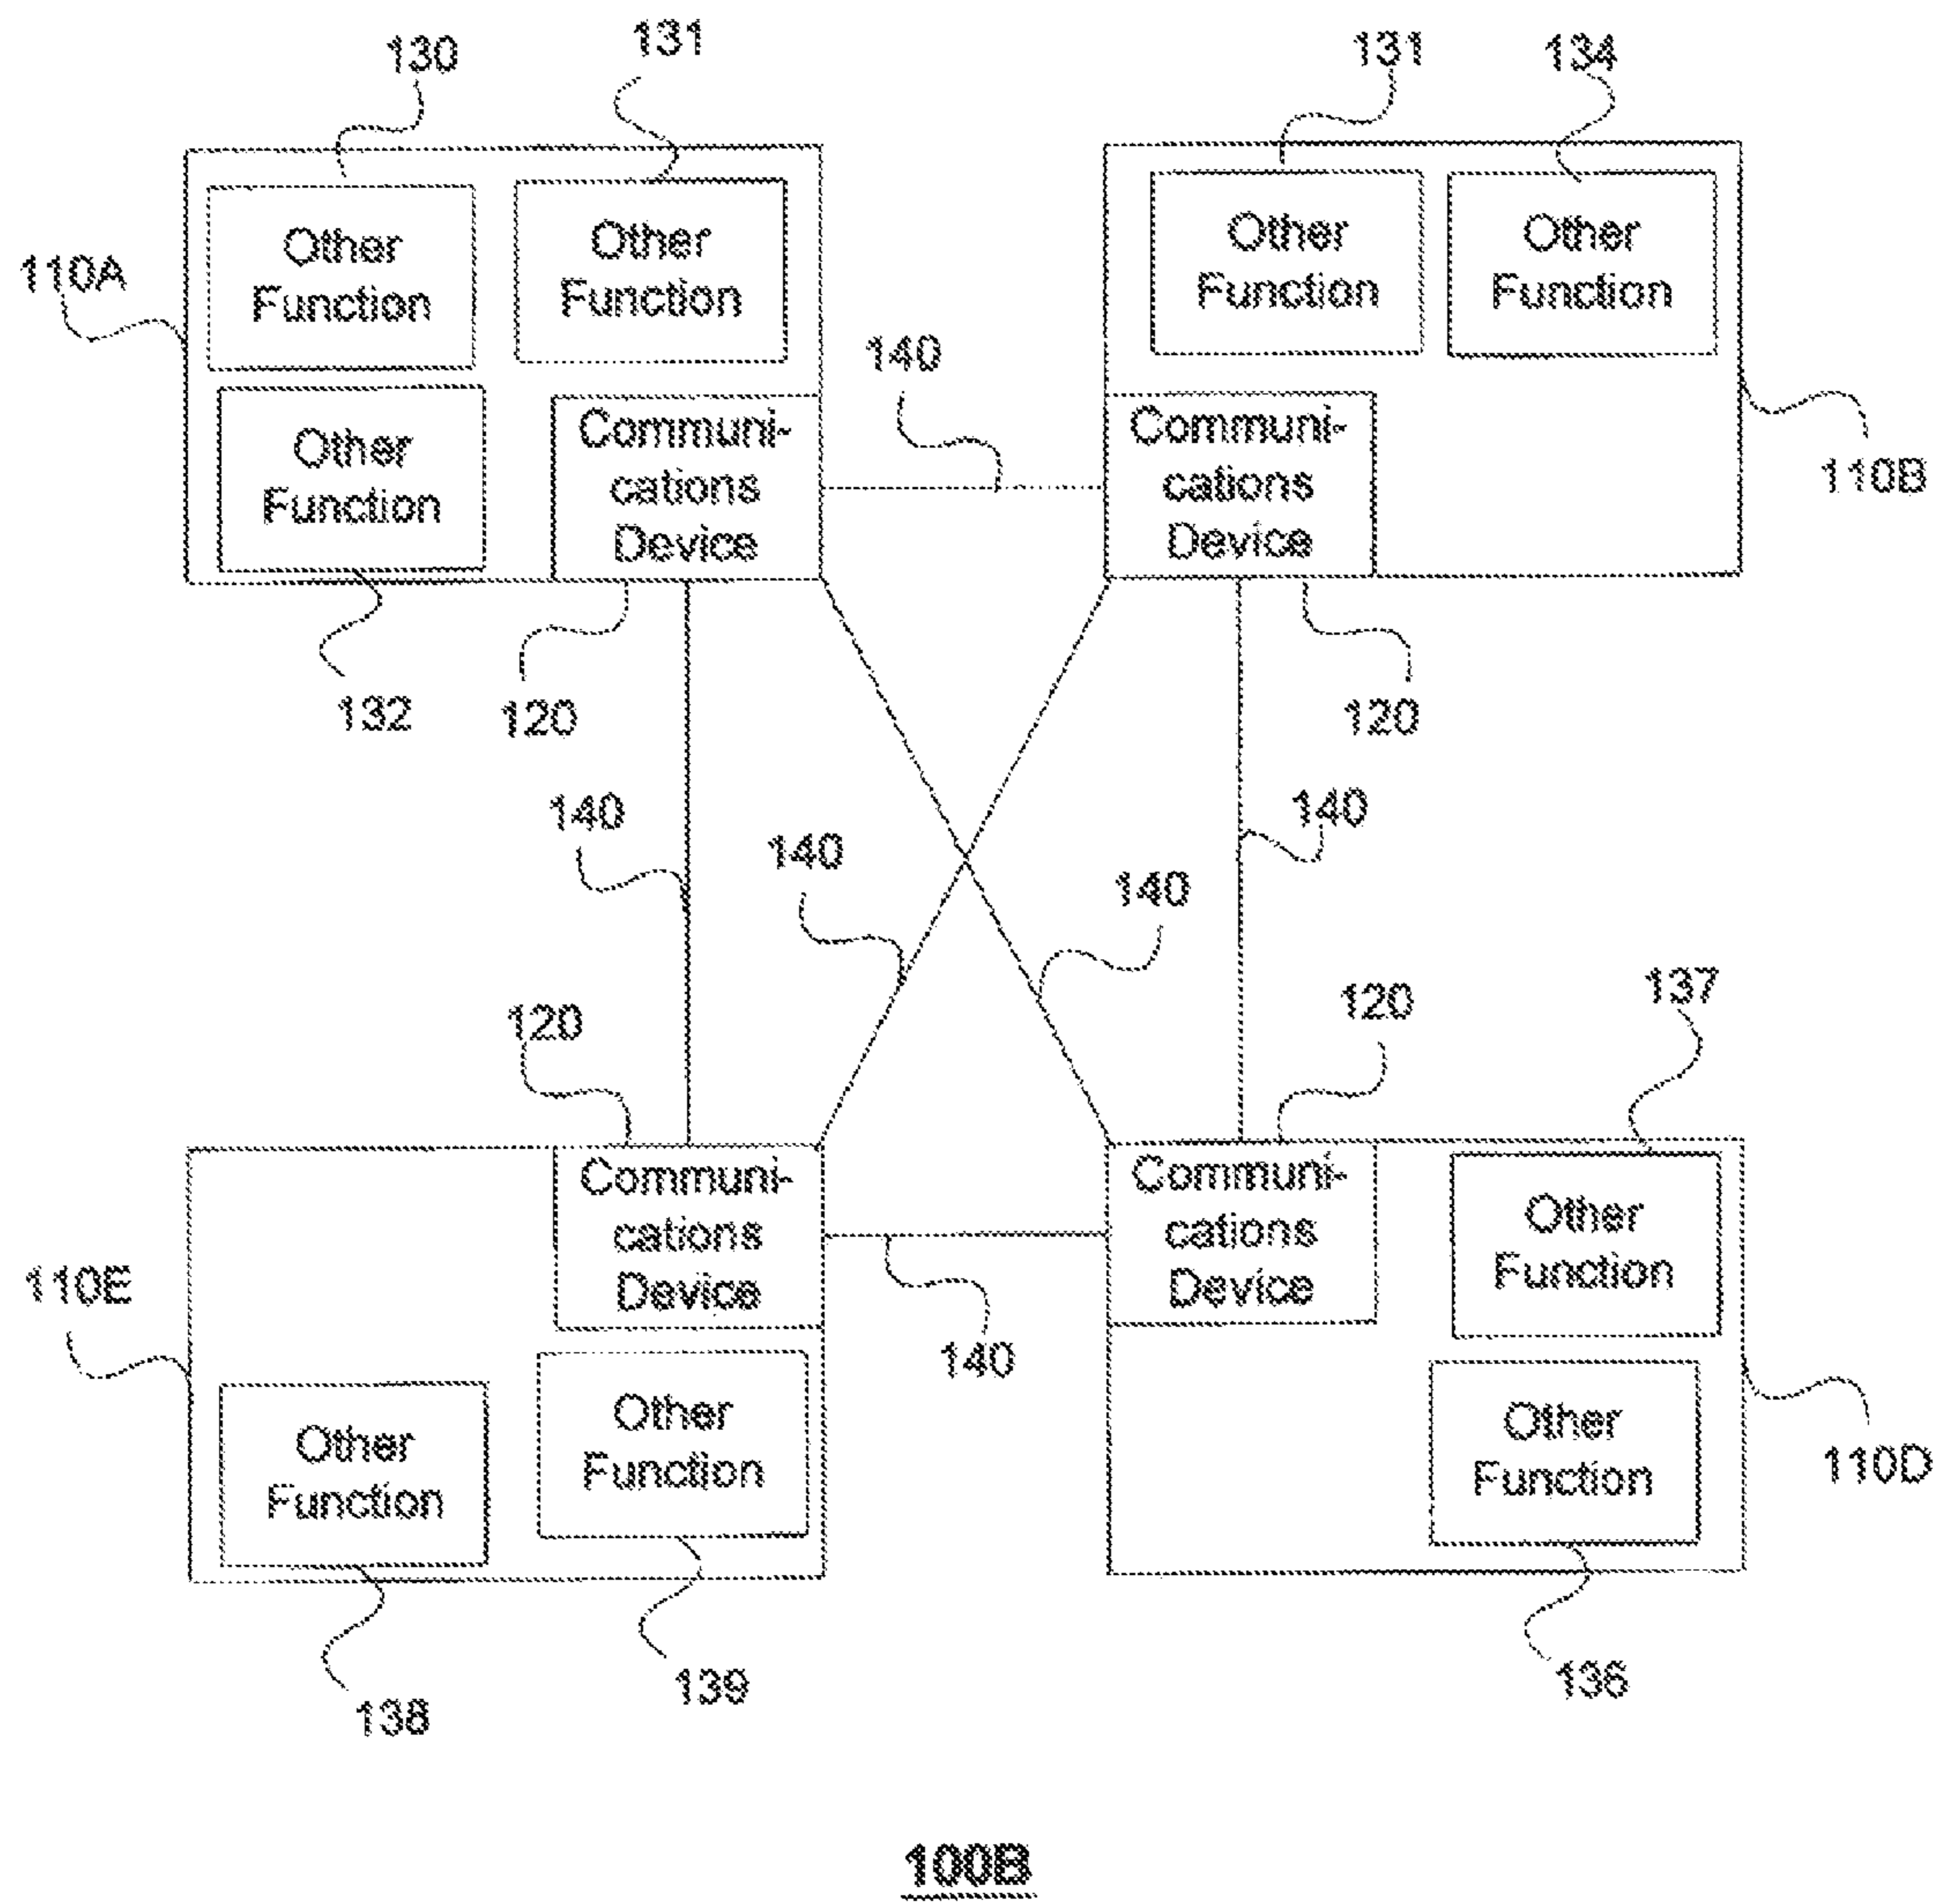 130
131
131
134
Other
Function
Other
Function
Other
Function
Other
Function
110A
140
Other
Function
Communi-
cations
Device
Communi-
cations
Device
110B
132
120
120
140
140
140
140
120
120
137
Communi-
cations
Device
Communi-
cations
Device
Other
Function
110E
140
Other
Function
Other
Function
Other
Function
110D
138
139
136
100B